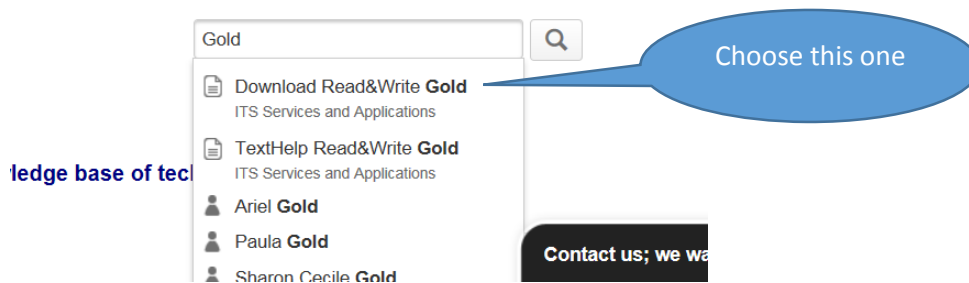 Gold
Choose this one
Download Read&Write Gold
ITS Services and Applications
TextHelp Read&Write Gold
ITS Services and Applications
ledge base of tec
Ariel Gold
Paula Gold
Contact us; we wa
Sharon Cecile Gold